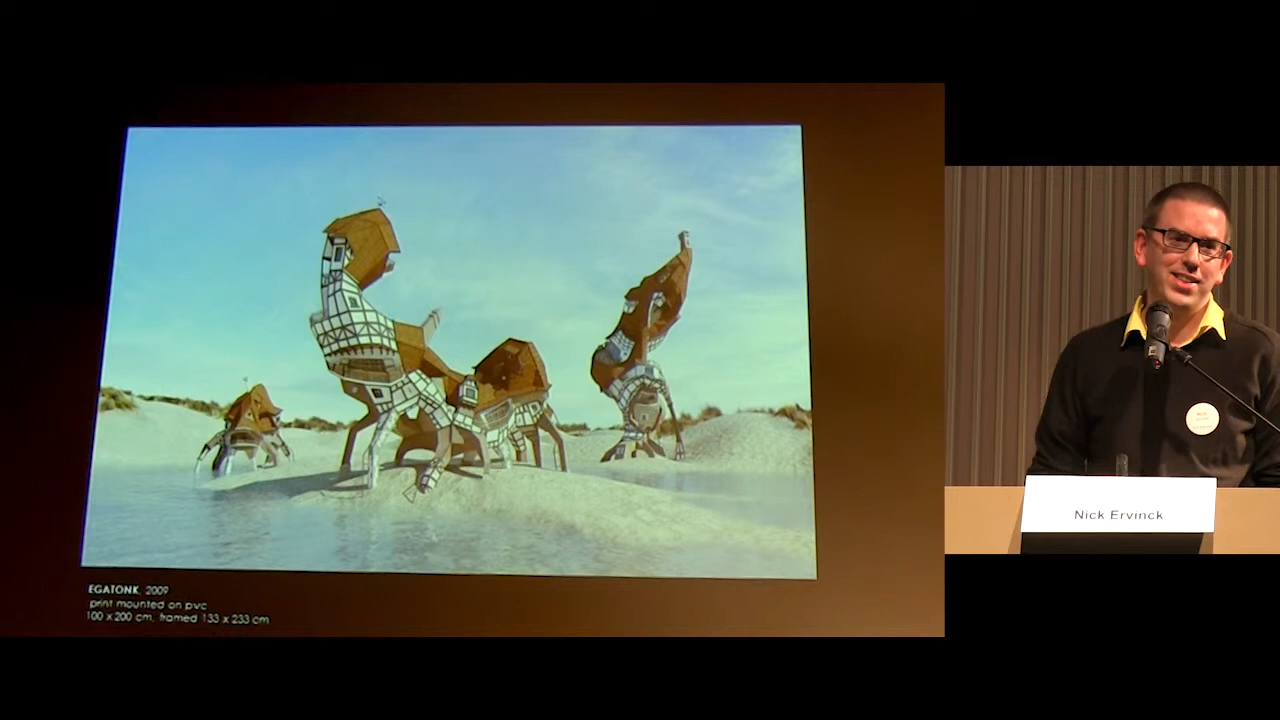 EGATONK, 2009
print mounted on pvc
100 x 200 cm, framed 133 x 233 cm
Nick Ervinck